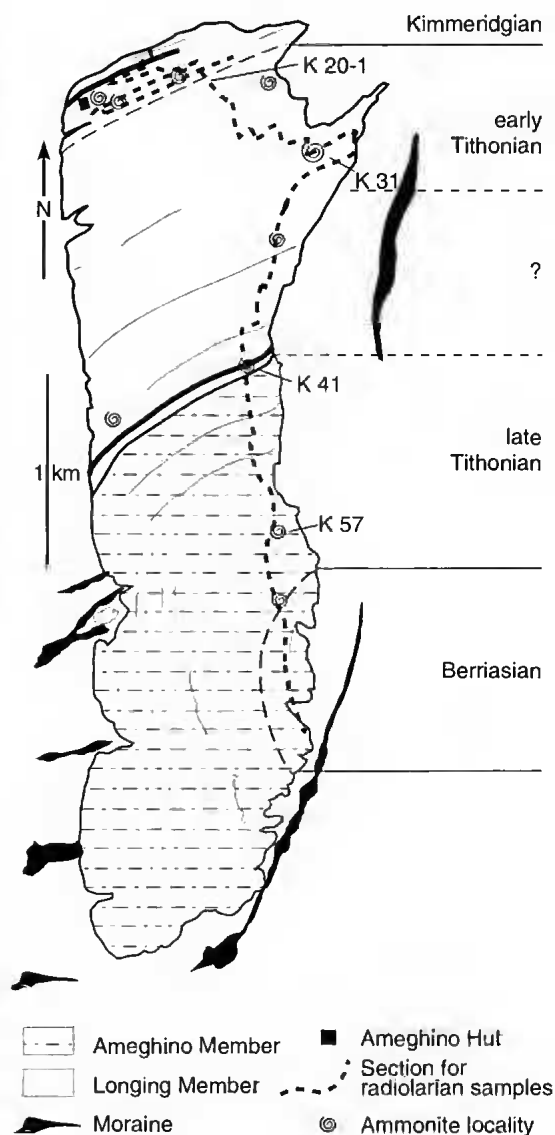 Kimmeridgian
K 20-1
early
Tithonian
K 31
N
?
K 41
1 km
late
Tithonian
K 57
Berriasian
Ameghino Member
Longing Member
Moraine
Ameghino Hut
Section for
radiolarian samples
Ammonite locality